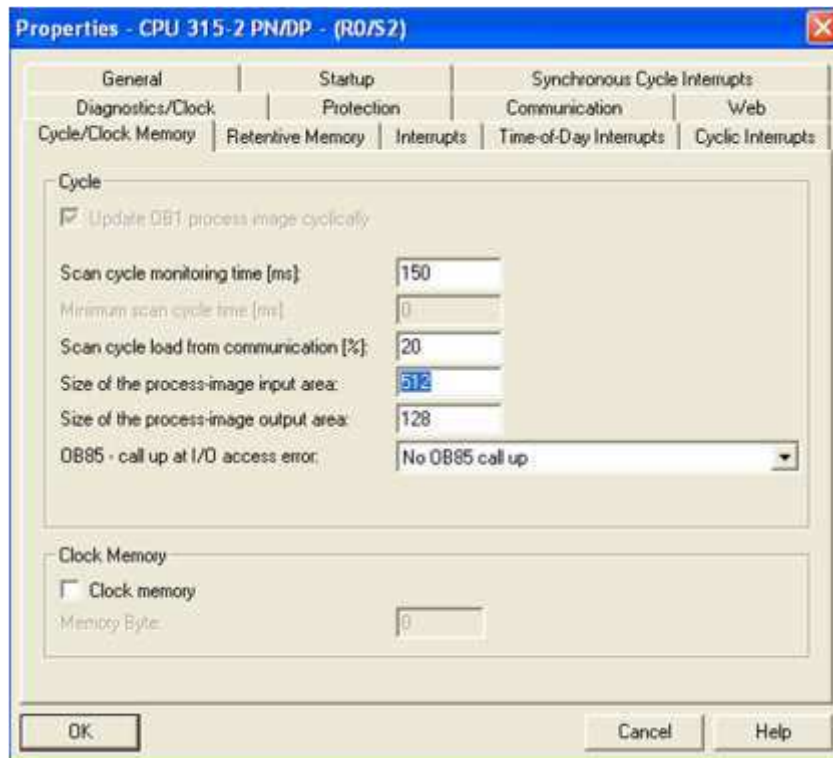 Properties - CPU 315-2 PN/DP - (R0/S2)
General Startup Synchronous Cycle Interrupts
Diagnostics/Clock Protection Communication Web
Cycle/Clock Memory Retentive Memory Interrupts Time-of-Day Interrupts Cyclic Interrupts
Cycle
Update OB1 process image cyclically
Scan cycle monitoring time [ms]: 150
Minimum scan cycle time [ms]: 0
Scan cycle load from communication [%]: 20
Size of the process-image input area: 512
Size of the process-image output area: 128
OB85 - call up at I/O access error: No OB85 call up
Clock Memory
Clock memory
Memory Byte: 0
OK Cancel Help